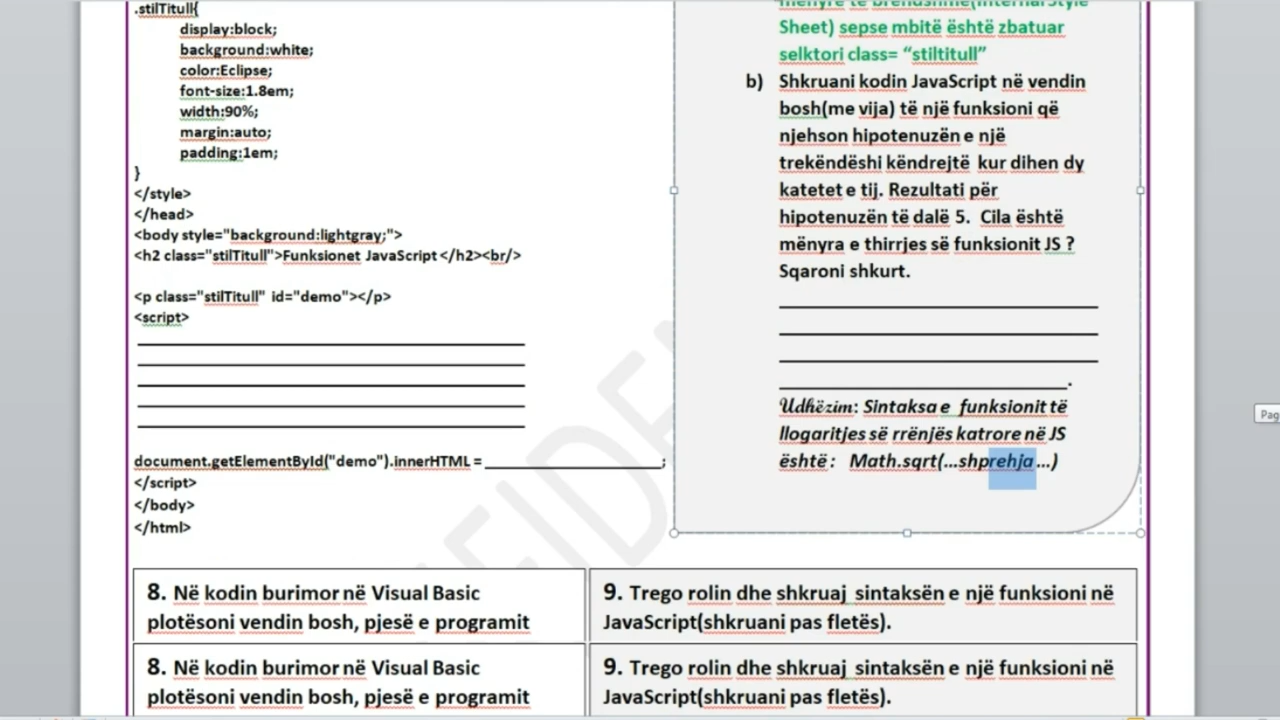 .stilTitull{
display:block;
background:white;
color:Eclipse;
font-size:1.8em;
width:90%;
margin:auto;
padding:1em;
}
</style>
</head>
<body style="background:lightgray;">
<h2 class="stilTitull">Funksionet JavaScript </h2><br/>
<p class="stilTitull" id="demo"></p>
<script>
document.getElementById("demo").innerHTML = ____________________;
</script>
</body>
</html>
mënyrë të brendshme(Internal Style
Sheet) sepse mbitë është zbatuar
selktori class= “stiltitull”
b) Shkruani kodin JavaScript në vendin
bosh(me vija) të një funksioni që
njehson hipotenuzën e një
trekëndëshi këndrejtë kur dihen dy
katetet e tij. Rezultati për
hipotenuzën të dalë 5. Cila është
mënyra e thirrjes së funksionit JS ?
Sqaroni shkurt.
Udhëzim: Sintaksa e funksionit të
llogaritjes së rrënjës katrore në JS
është : Math.sqrt(...shprehja ...)
8. Në kodin burimor në Visual Basic
plotësoni vendin bosh, pjesë e programit
9. Trego rolin dhe shkruaj sintaksën e një funksioni në
JavaScript(shkruani pas fletës).
8. Në kodin burimor në Visual Basic
plotësoni vendin bosh, pjesë e programit
9. Trego rolin dhe shkruaj sintaksën e një funksioni në
JavaScript(shkruani pas fletës).
Pag